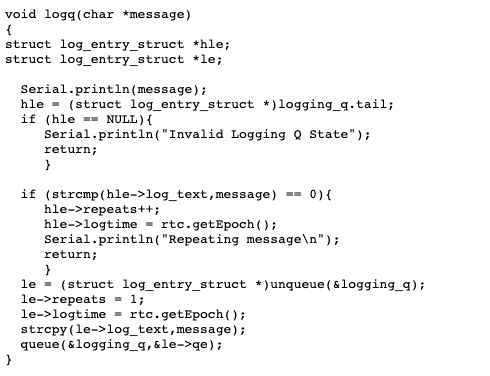 void logq(char *message)
{
struct log_entry_struct *hle;
struct log_entry_struct *le;

  Serial.println(message);
  hle = (struct log_entry_struct *)logging_q.tail;
  if (hle == NULL){
     Serial.println("Invalid Logging Q State");
     return;
     }

  if (strcmp(hle->log_text,message) == 0){
     hle->repeats++;
     hle->logtime = rtc.getEpoch();
     Serial.println("Repeating message\n");
     return;
     }
  le = (struct log_entry_struct *)unqueue(&logging_q);
  le->repeats = 1;
  le->logtime = rtc.getEpoch();
  strcpy(le->log_text,message);
  queue(&logging_q,&le->qe);
}